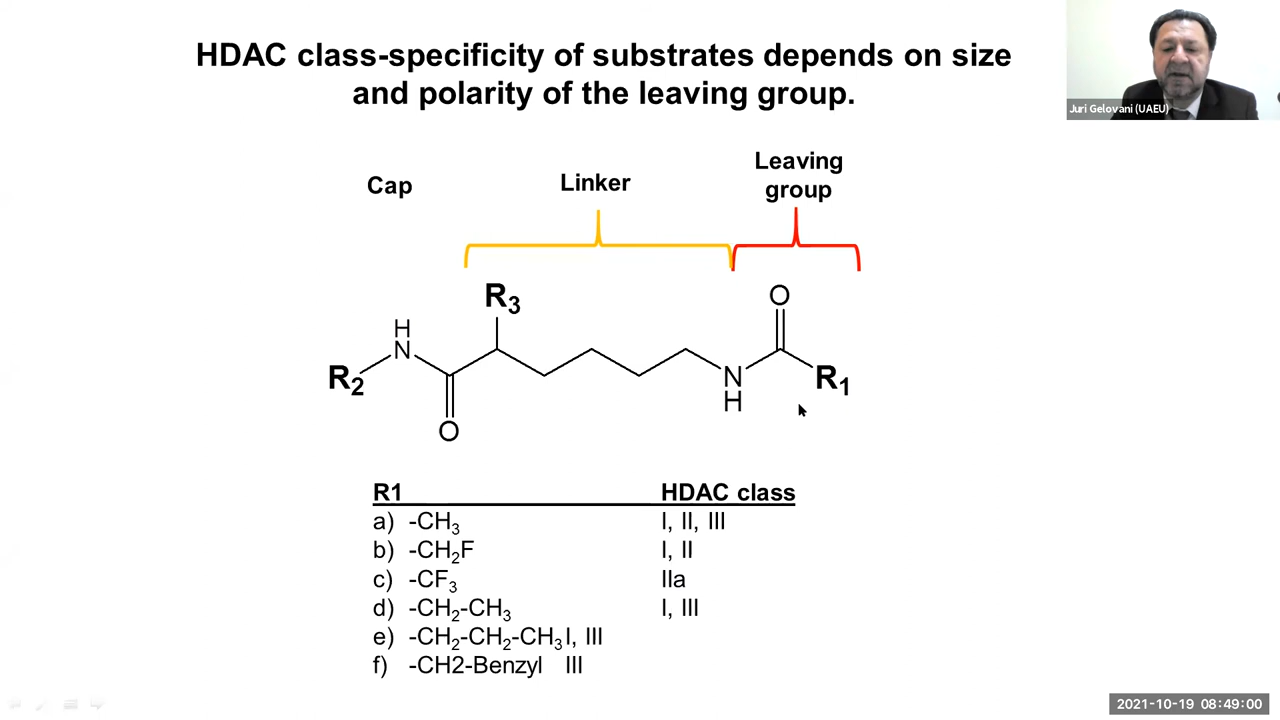 HDAC class-specificity of substrates depends on size
and polarity of the leaving group.
Juri Gelovani (UAEU)
Cap
Linker
Leaving
group
R3
O
H
N
R2
O
N
H
R1
R1 HDAC class
a) -CH3 I, II, III
b) -CH2F I, II
c) -CF3 IIa
d) -CH2-CH3 I, III
e) -CH2-CH2-CH3 I, III
f) -CH2-Benzyl III
2021-10-19 08:49:00